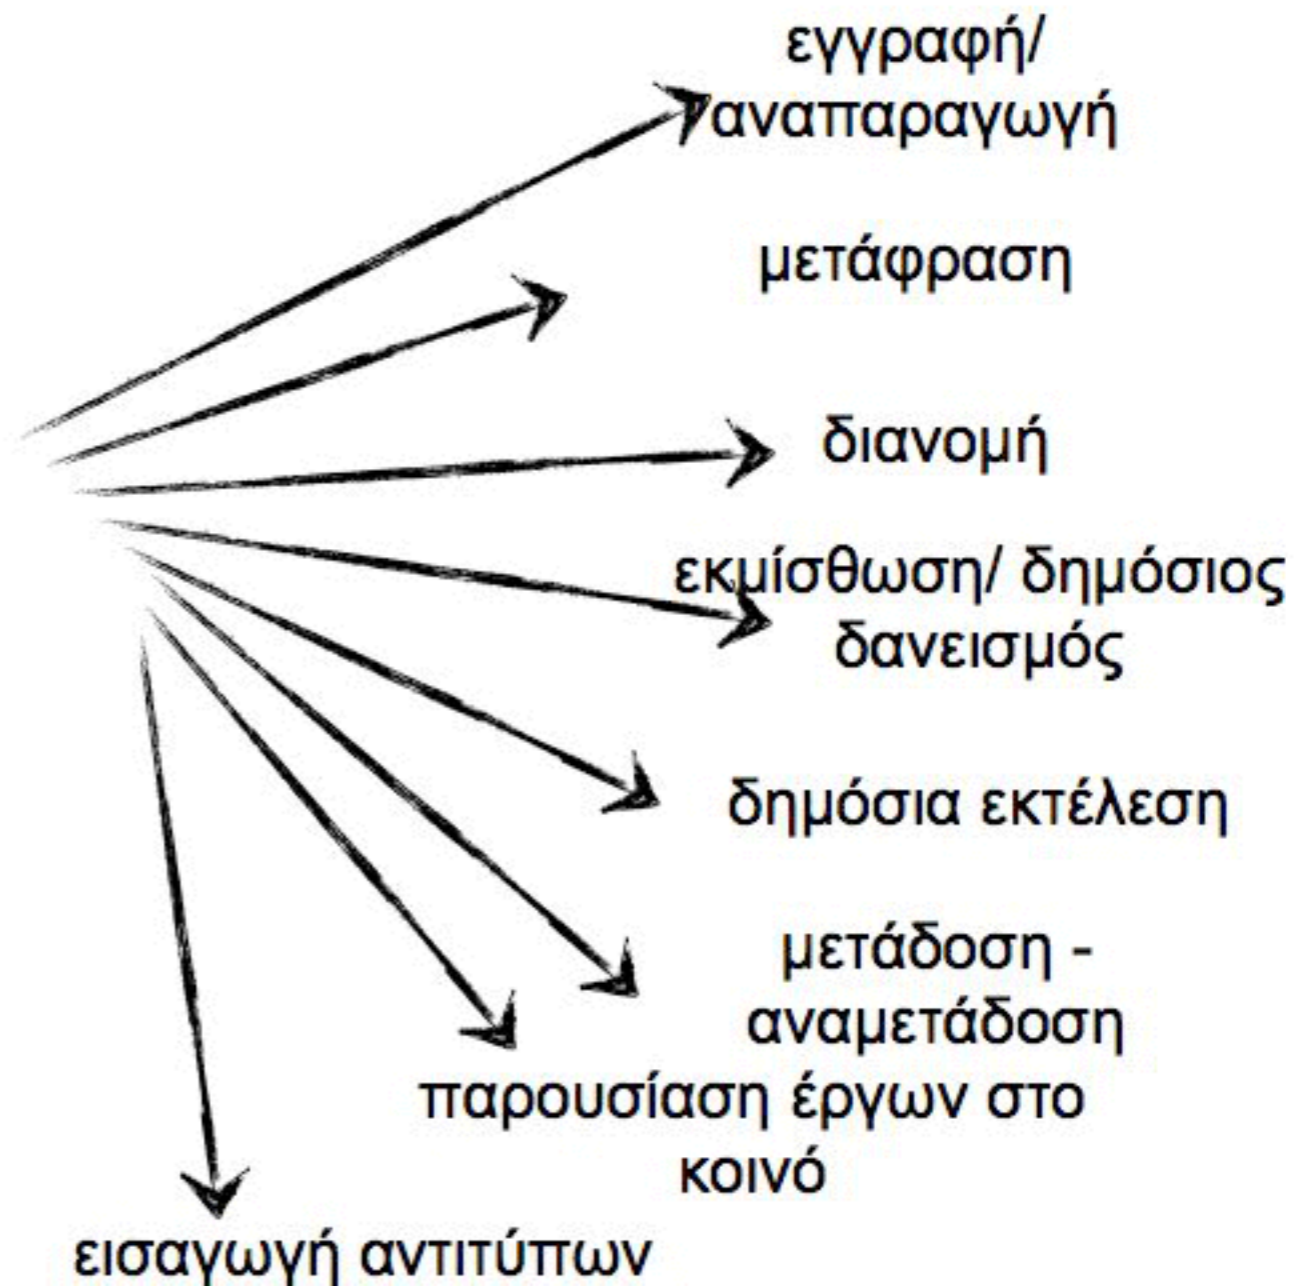 εγγραφή/
αναπαραγωγή
μετάφραση
διανομή
εκμίσθωση/ δημόσιος
δανεισμός
δημόσια εκτέλεση
μετάδοση -
αναμετάδοση
παρουσίαση έργων στο
κοινό
εισαγωγή αντιτύπων